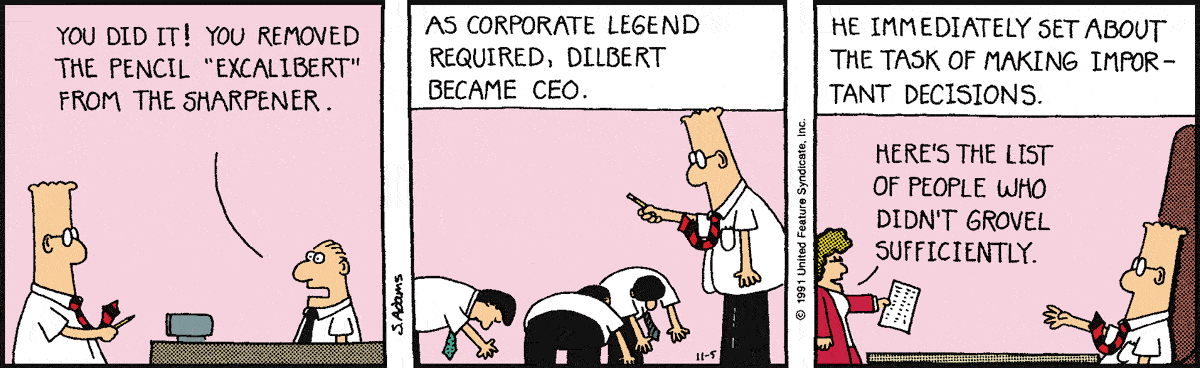 YOU DID IT! YOU REMOVED
THE PENCIL "EXCALIBERT"
FROM THE SHARPENER.
S.Adams
AS CORPORATE LEGEND
REQUIRED, DILBERT
BECAME CEO.
11-5
© 1991 United Feature Syndicate, Inc.
HE IMMEDIATELY SET ABOUT
THE TASK OF MAKING IMPOR-
TANT DECISIONS.
HERE'S THE LIST
OF PEOPLE WHO
DIDN'T GROVEL
SUFFICIENTLY.